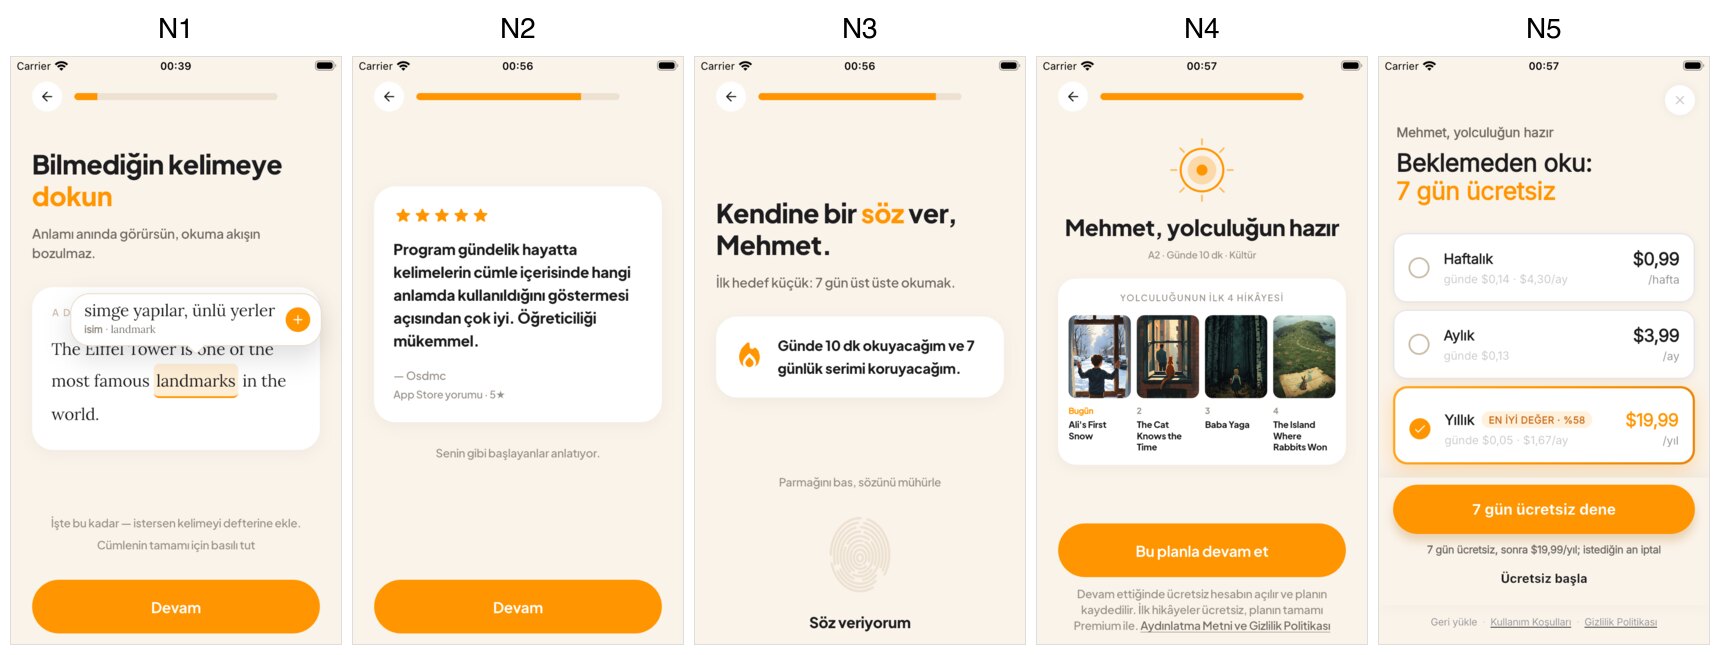 N1
Carrier
00:39
Bilmediğin kelimeye
dokun
Anlamı anında görürsün, okuma akışın
bozulmaz.
A D
simge yapılar, ünlü yerler
isim · landmark
+
The Eiffel Tower is one of the
most famous landmarks in the
world.
İşte bu kadar — istersen kelimeyi defterine ekle.
Cümlenin tamamı için basılı tut
Devam
N2
Carrier
00:56
Program gündelik hayatta
kelimelerin cümle içerisinde hangi
anlamda kullanıldığını göstermesi
açısından çok iyi. Öğreticiliği
mükemmel.
— Osdmc
App Store yorumu · 5★
Senin gibi başlayanlar anlatıyor.
Devam
N3
Carrier
00:56
Kendine bir söz ver,
Mehmet.
İlk hedef küçük: 7 gün üst üste okumak.
Günde 10 dk okuyacağım ve 7
günlük serimi koruyacağım.
Parmağını bas, sözünü mühürle
Söz veriyorum
N4
Carrier
00:57
Mehmet, yolculuğun hazır
A2 · Günde 10 dk · Kültür
YOLCULUĞUNUN İLK 4 HİKÂYESİ
Bugün
Ali's First
Snow
2
The Cat
Knows the
Time
3
Baba Yaga
4
The Island
Where
Rabbits Won
Bu planla devam et
Devam ettiğinde ücretsiz hesabın açılır ve planın
kaydedilir. İlk hikâyeler ücretsiz, planın tamamı
Premium ile. Aydınlatma Metni ve Gizlilik Politikası
N5
Carrier
00:57
Mehmet, yolculuğun hazır
Beklemeden oku:
7 gün ücretsiz
Haftalık $0,99
günde $0,14 · $4,30/ay /hafta
Aylık $3,99
günde $0,13 /ay
Yıllık EN İYİ DEĞER · %58 $19,99
günde $0,05 · $1,67/ay /yıl
7 gün ücretsiz dene
7 gün ücretsiz, sonra $19,99/yıl; istediğin an iptal
Ücretsiz başla
Geri yükle · Kullanım Koşulları · Gizlilik Politikası